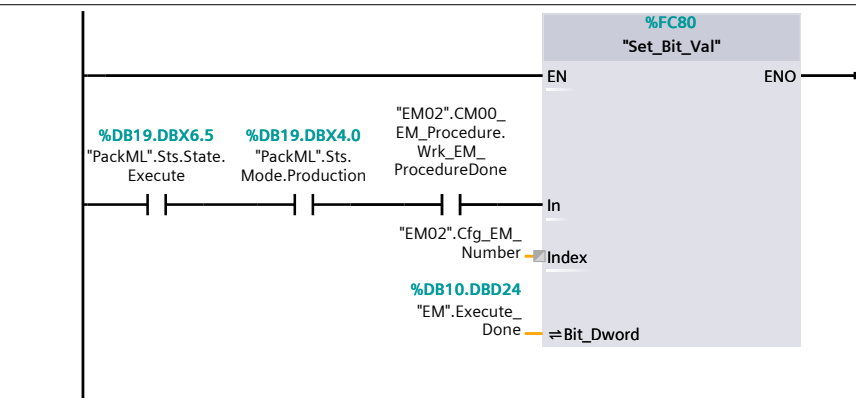 %FC80
"Set_Bit_Val"
EN
ENO
"EM02".CM00_
EM_Procedure.
Wrk_EM_
ProcedureDone
%DB19.DBX6.5
"PackML".Sts.State.
Execute
%DB19.DBX4.0
"PackML".Sts.
Mode.Production
In
"EM02".Cfg_EM_
Number
Index
%DB10.DBD24
"EM".Execute_
Done
⇌Bit_Dword